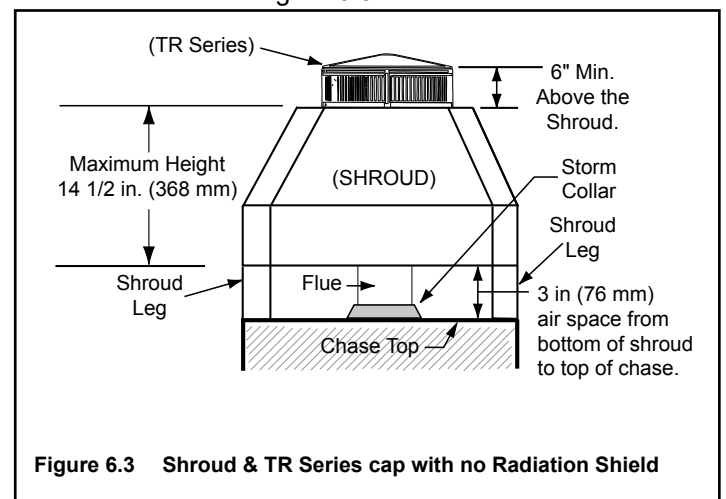 (TR Series)
6" Min.
Above the
Shroud.
Maximum Height
14 1/2 in. (368 mm)
(SHROUD)
Storm
Collar
Shroud
Leg
Shroud
Leg
Flue
3 in (76 mm)
air space from
bottom of shroud
to top of chase.
Chase Top
Figure 6.3 Shroud & TR Series cap with no Radiation Shield